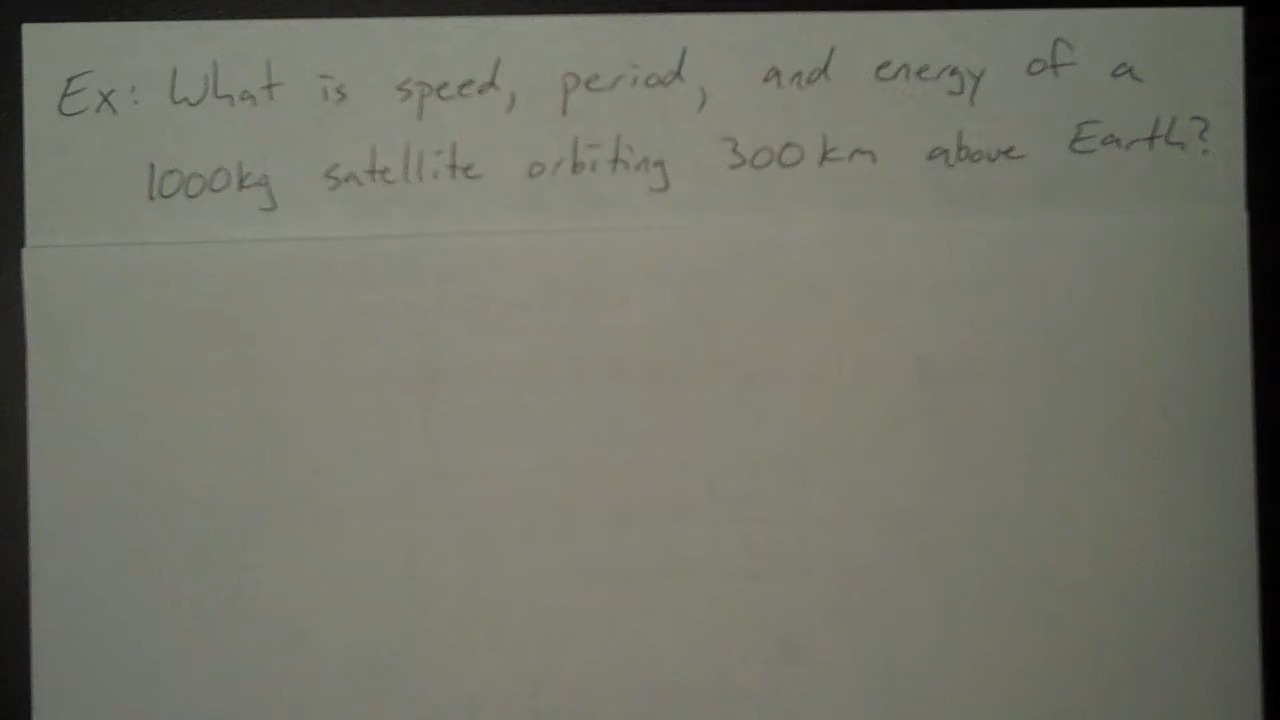 Ex: What is speed, period, and energy of a
1000kg satellite orbiting 300km above Earth?